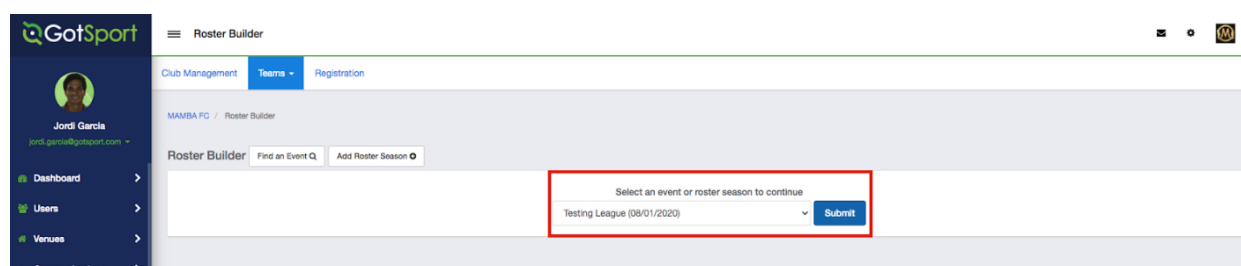 GotSport
Roster Builder
Jordi Garcia
jordi.garcia@gotsport.com
Dashboard
Users
Venues
Club Management Teams Registration
MAMBA FC / Roster Builder
Roster Builder Find an Event Add Roster Season
Select an event or roster season to continue
Testing League (08/01/2020) Submit